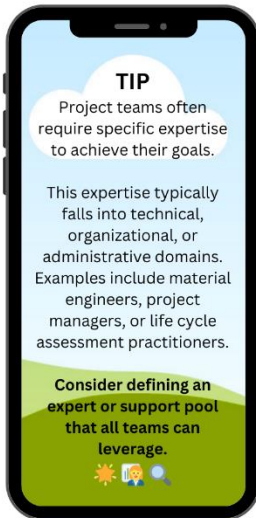 TIP
Project teams often
require specific expertise
to achieve their goals.
This expertise typically
falls into technical,
organizational, or
administrative domains.
Examples include material
engineers, project
managers, or life cycle
assessment practitioners.
Consider defining an
expert or support pool
that all teams can
leverage.